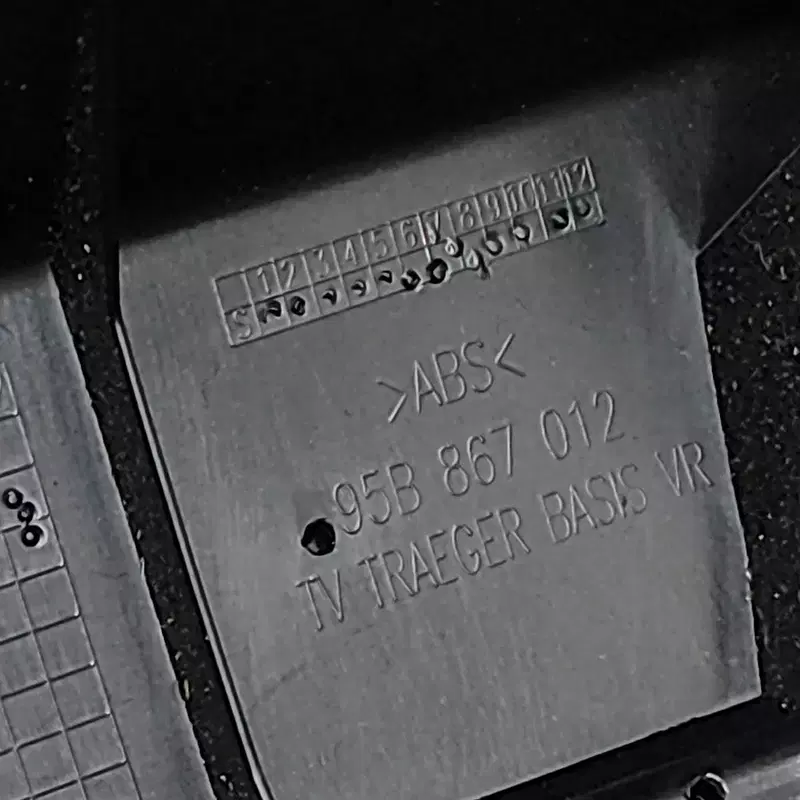 1 2 3 4 5 6 7 8 9 10 11 12
S
>ABS<
95B 867 012
TV TRAEGER BASIS VR